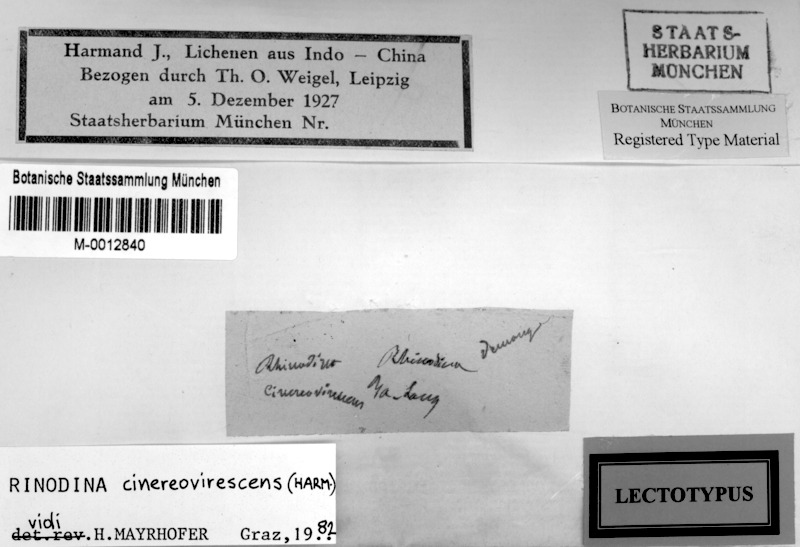 Harmand J., Lichenen aus Indo – China
Bezogen durch Th. O. Weigel, Leipzig
am 5. Dezember 1927
Staatsherbarium München Nr.
STAATS-
HERBARIUM
MÜNCHEN
BOTANISCHE STAATSSAMMLUNG
MÜNCHEN
Registered Type Material
Botanische Staatssammlung München
M-0012840
Rhinodina Rhinodina
cinereovirescens
RINODINA cinereovirescens (HARM.)
vidi
det.rev.H.MAYRHOFER Graz,1982
LECTOTYPUS